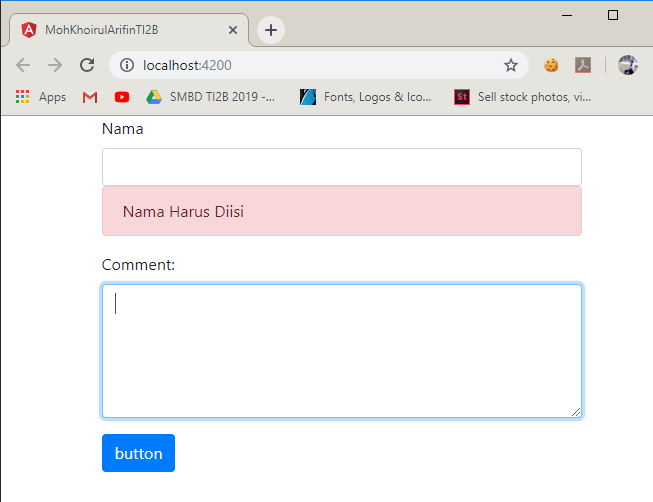 MohKhoirulArifinTI2B
localhost:4200
Apps SMBD TI2B 2019 -... Fonts, Logos & Ico... St Sell stock photos, vi...
Nama
Nama Harus Diisi
Comment:
button